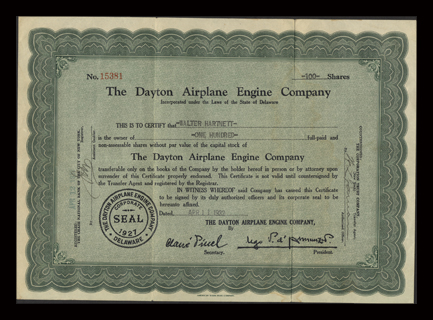 No. 15381
-100- Shares
The Dayton Airplane Engine Company
Incorporated under the Laws of the State of Delaware
THIS IS TO CERTIFY that -WALTER HARTNETT-
is the owner of -ONE HUNDRED- full-paid and
non-assessable shares without par value of the capital stock of
The Dayton Airplane Engine Company
transferable only on the books of the Company by the holder hereof in person or by attorney upon
surrender of this Certificate properly endorsed. This Certificate is not valid until countersigned by
the Transfer Agent and registered by the Registrar.
IN WITNESS WHEREOF said Company has caused this Certificate
to be signed by its duly authorized officers and its corporate seal to be
hereunto affixed.
Dated,
THE DAYTON AIRPLANE ENGINE COMPANY,
By
Secretary.
President
THE DAYTON AIRPLANE ENGINE COMPANY
CORPORATE
SEAL
1927
DELAWARE